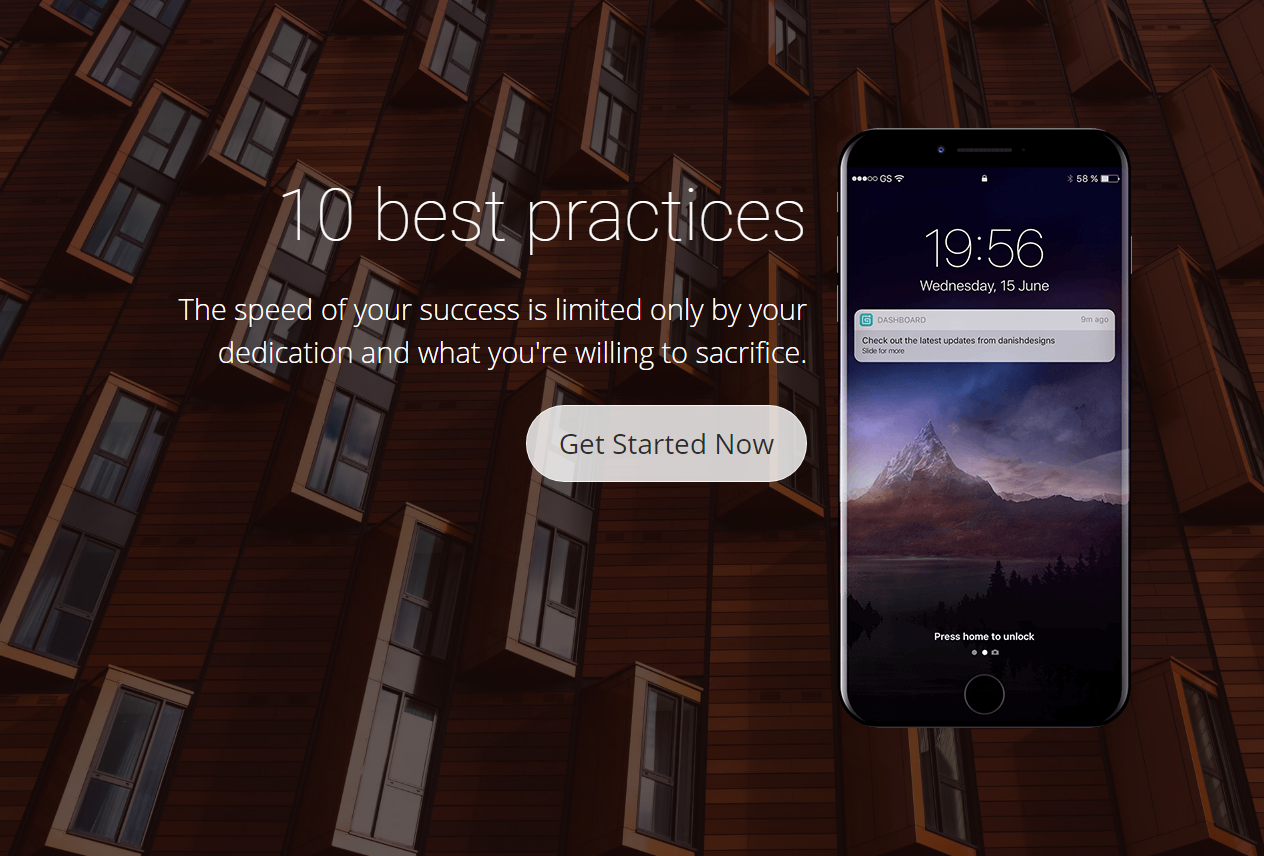 10 best practices
The speed of your success is limited only by your
dedication and what you're willing to sacrifice.
Get Started Now
GS
58 %
19:56
Wednesday, 15 June
DASHBOARD
9m ago
Check out the latest updates from danishdesigns
Slide for more
Press home to unlock